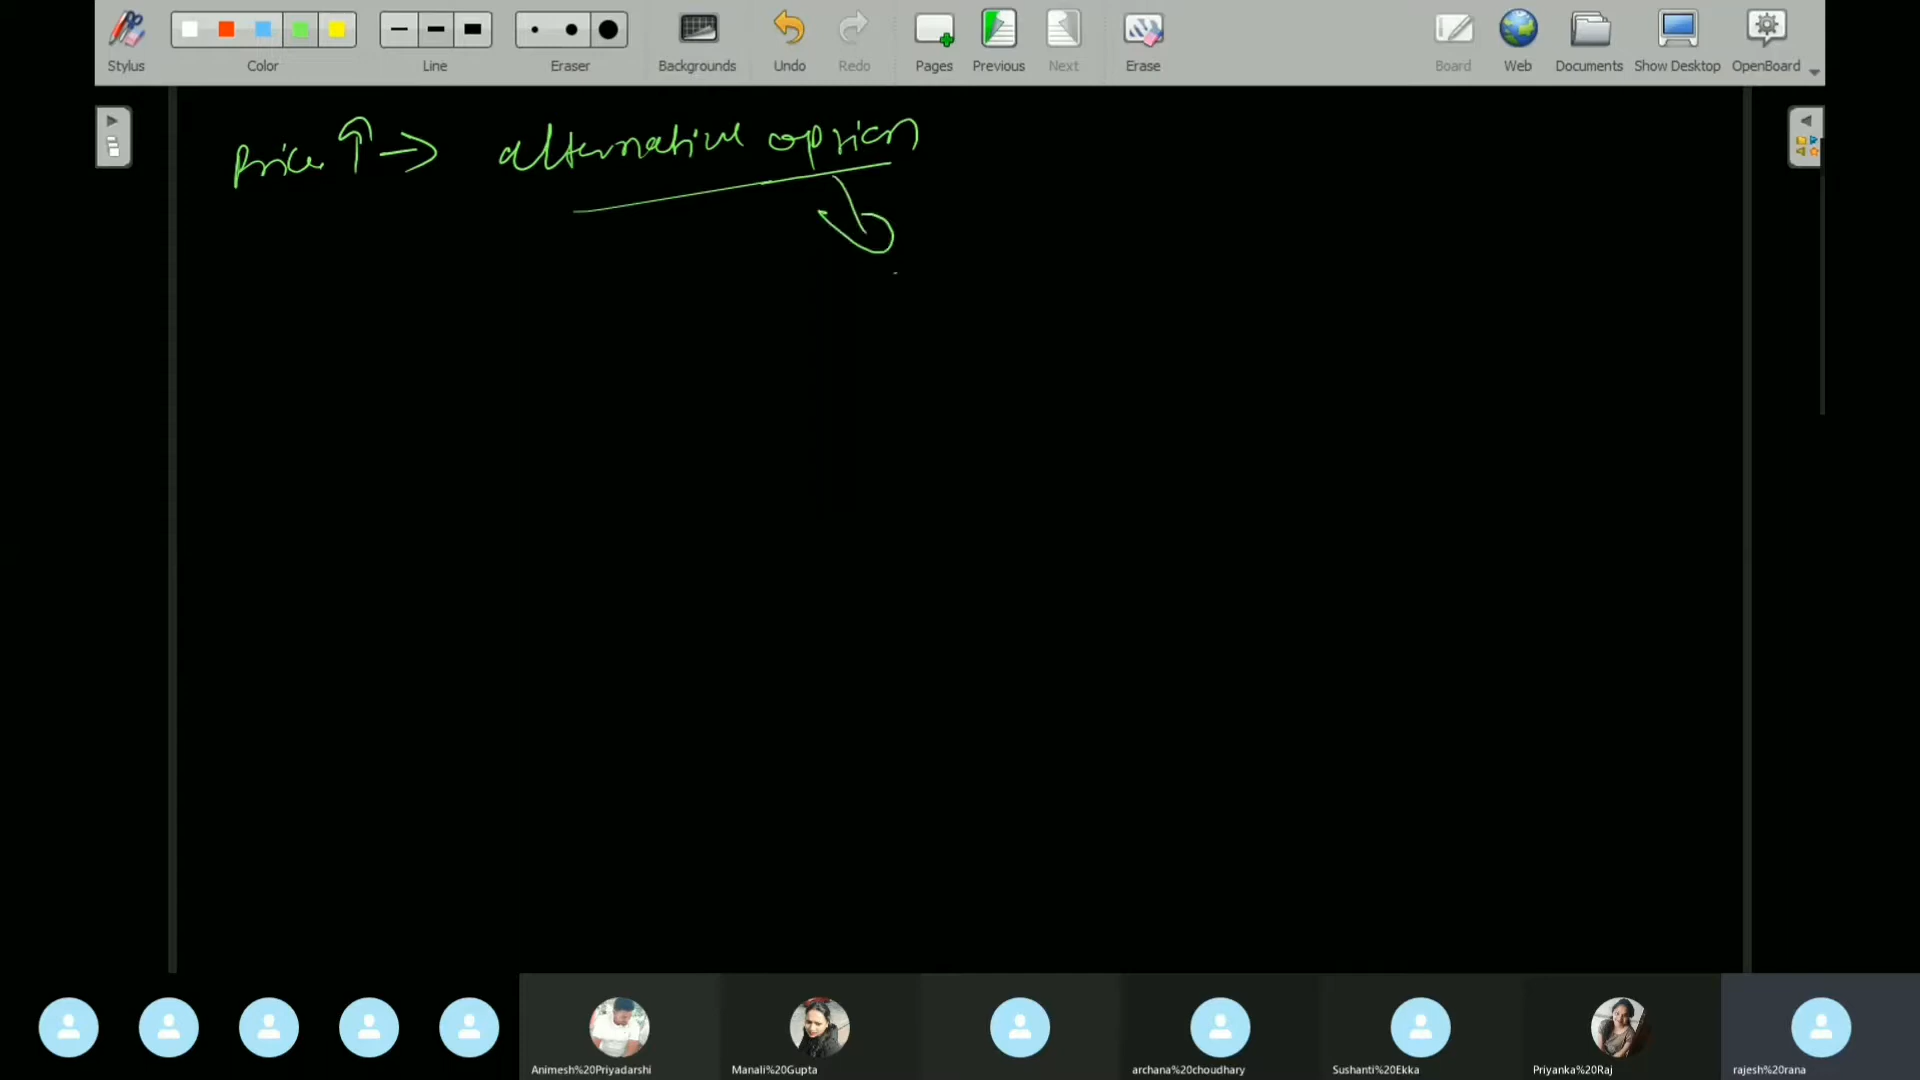 Stylus
Color
Line
Eraser
Backgrounds
Undo
Redo
Pages
Previous
Next
Erase
Board
Web
Documents
Show Desktop
OpenBoard
Price ↑ → alternative option
Animesh%20Priyadarshi
Manali%20Gupta
archana%20choudhary
Sushanti%20Ekka
Priyanka%20Raj
rajesh%20rana